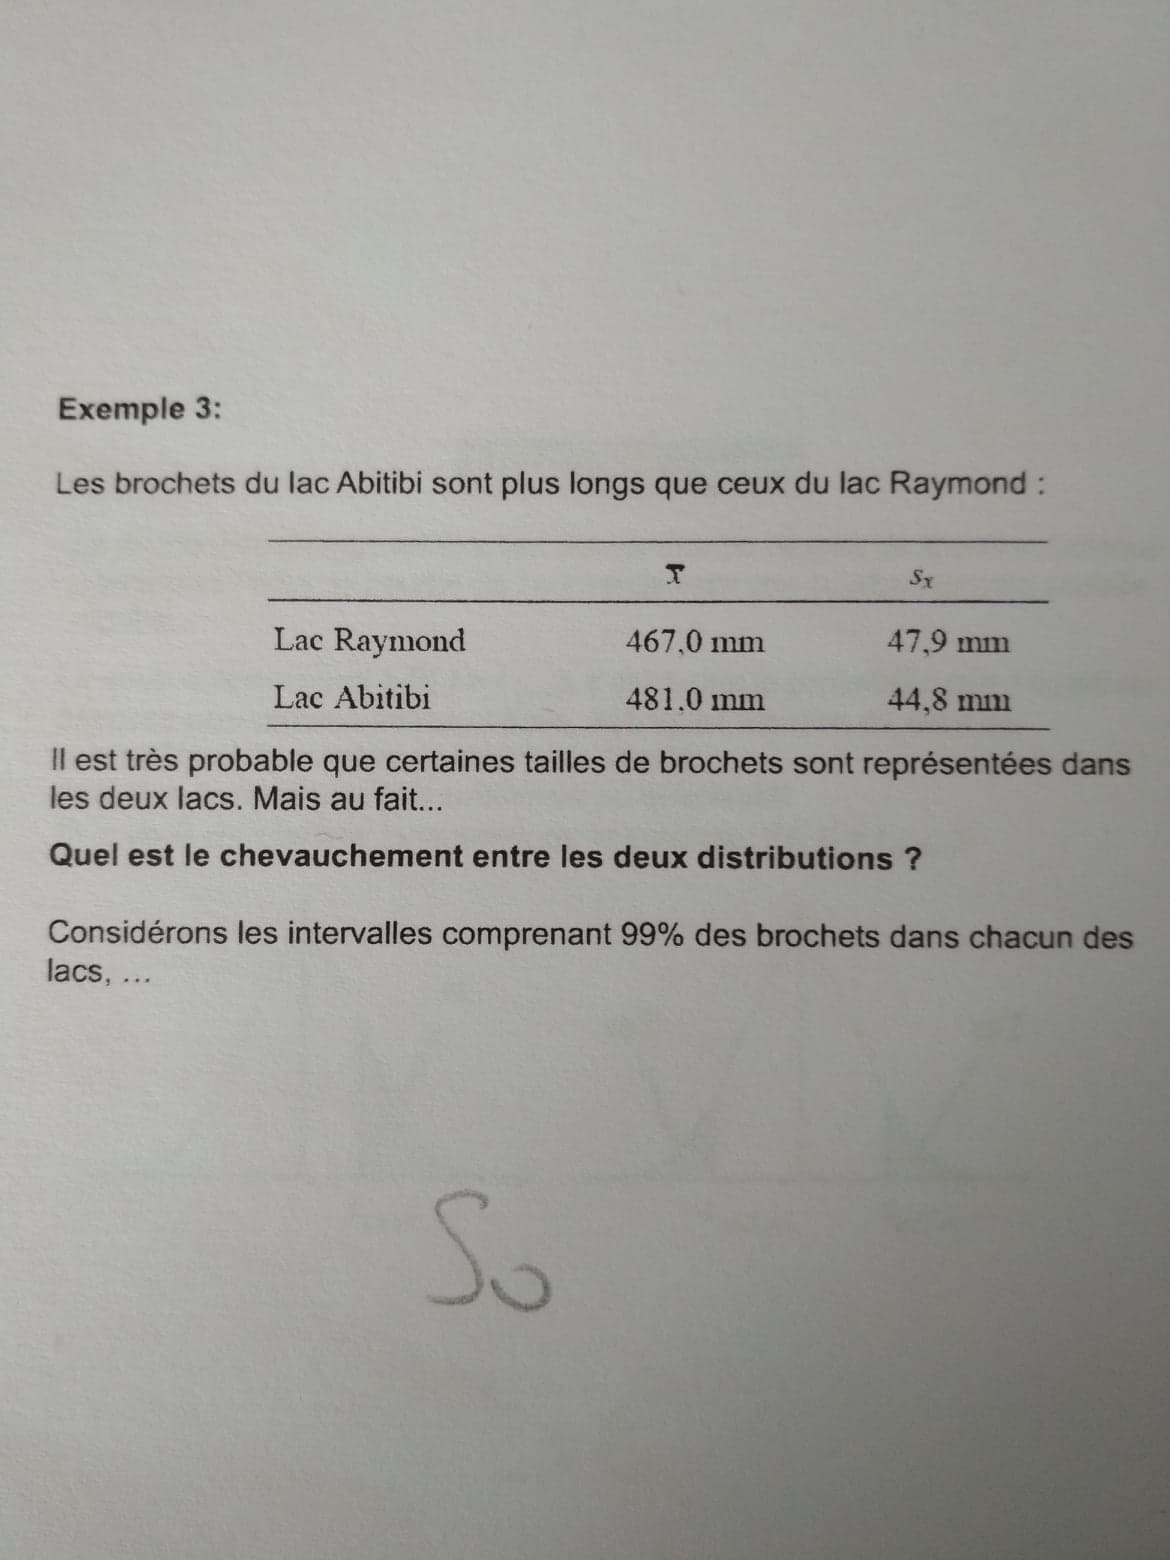 Exemple 3:
Les brochets du lac Abitibi sont plus longs que ceux du lac Raymond :
x̄ sx
Lac Raymond 467,0 mm 47,9 mm
Lac Abitibi 481,0 mm 44,8 mm
Il est très probable que certaines tailles de brochets sont représentées dans
les deux lacs. Mais au fait...
Quel est le chevauchement entre les deux distributions ?
Considérons les intervalles comprenant 99% des brochets dans chacun des
lacs, ...
So